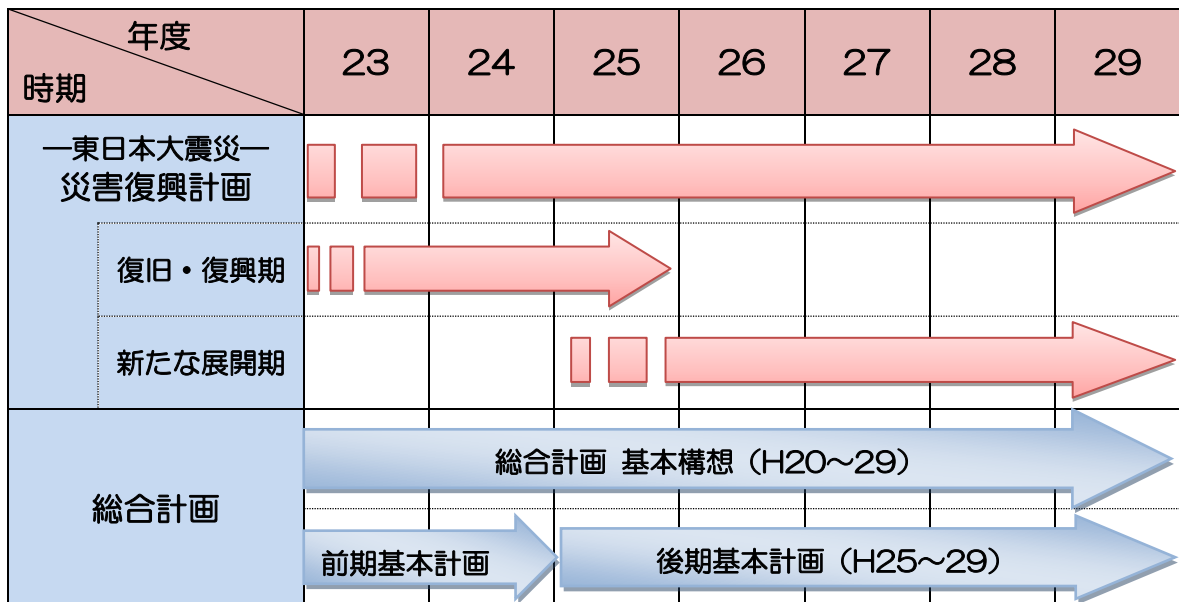 年度
時期
23 24 25 26 27 28 29
―東日本大震災―
災害復興計画
復旧・復興期
新たな展開期
総合計画
総合計画 基本構想（H20～29）
前期基本計画 後期基本計画（H25～29）